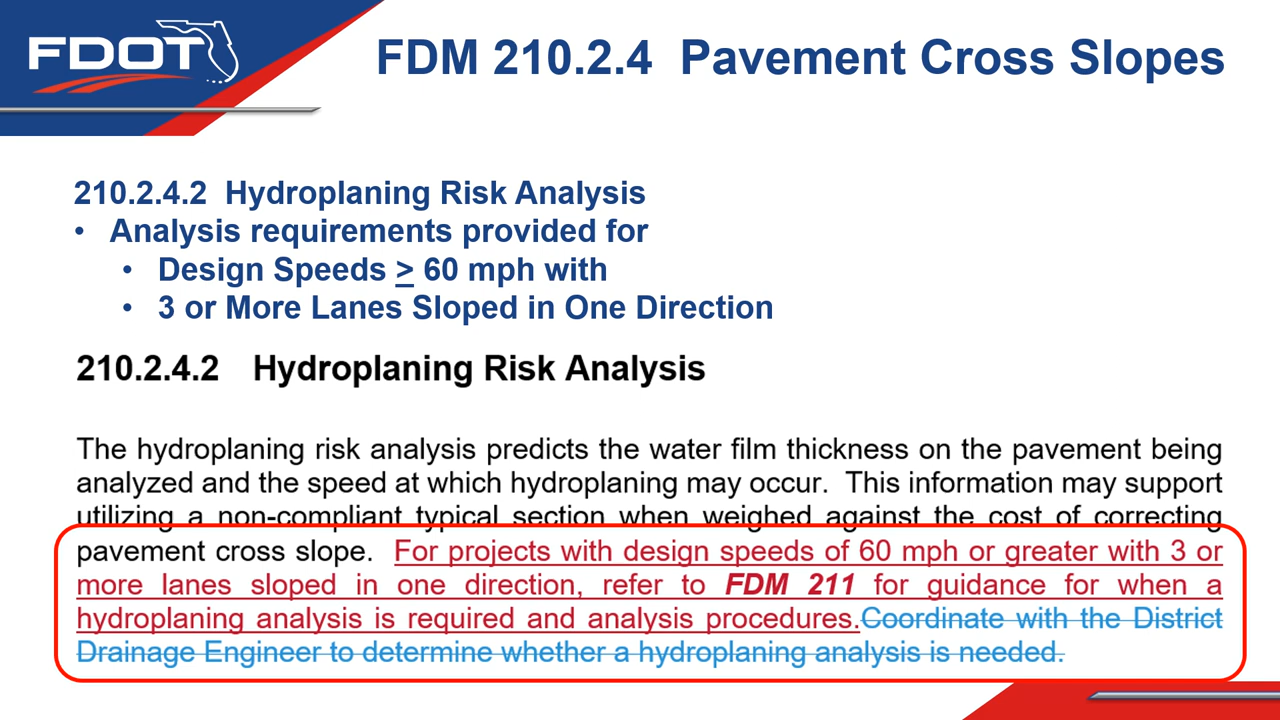 FDOT
FDM 210.2.4 Pavement Cross Slopes
210.2.4.2 Hydroplaning Risk Analysis
• Analysis requirements provided for
• Design Speeds > 60 mph with
• 3 or More Lanes Sloped in One Direction
210.2.4.2 Hydroplaning Risk Analysis
The hydroplaning risk analysis predicts the water film thickness on the pavement being
analyzed and the speed at which hydroplaning may occur. This information may support
utilizing a non-compliant typical section when weighed against the cost of correcting
pavement cross slope. For projects with design speeds of 60 mph or greater with 3 or
more lanes sloped in one direction, refer to FDM 211 for guidance for when a
hydroplaning analysis is required and analysis procedures.Coordinate with the District
Drainage Engineer to determine whether a hydroplaning analysis is needed.